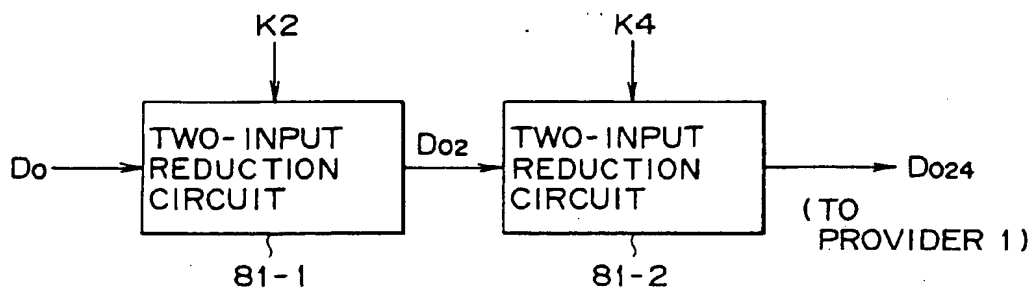 K2
K4
Do
TWO-INPUT
REDUCTION
CIRCUIT
Do2
TWO-INPUT
REDUCTION
CIRCUIT
Do24
(TO
PROVIDER 1)
81-1
81-2